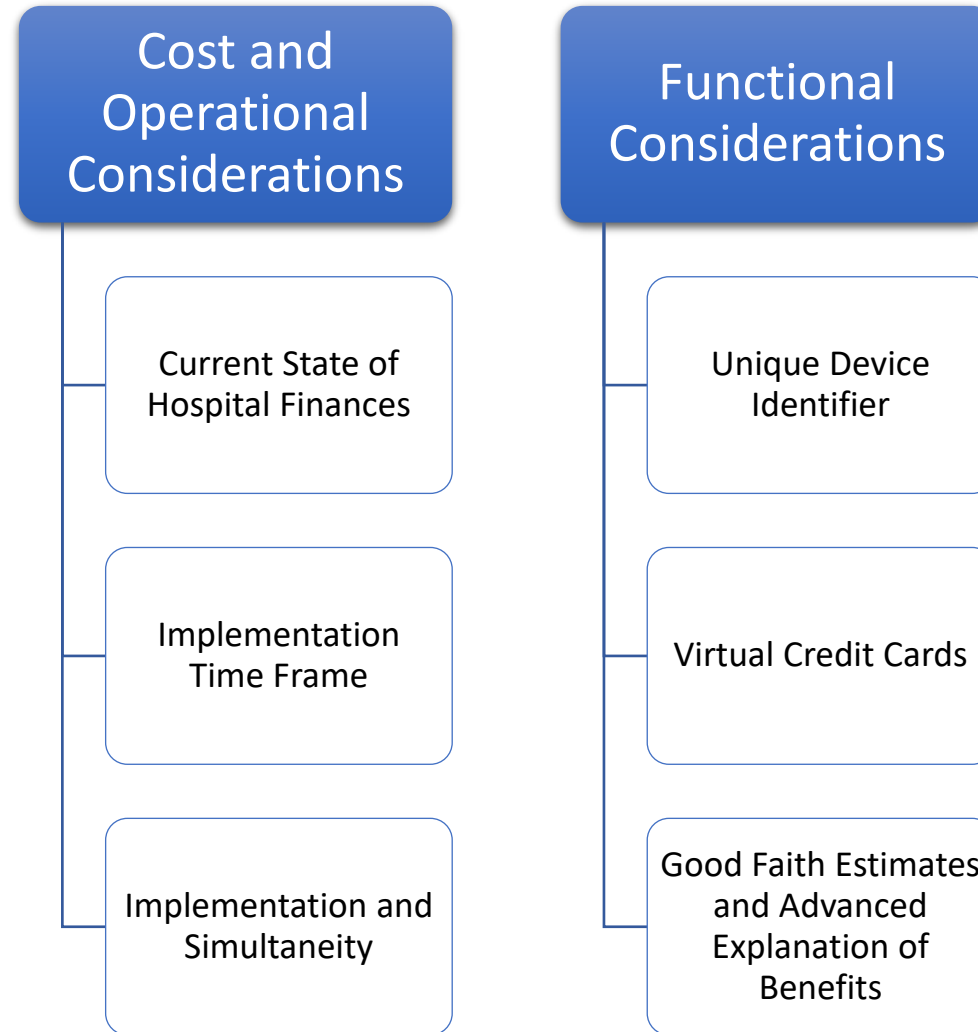 Cost and
Operational
Considerations
Current State of
Hospital Finances
Implementation
Time Frame
Implementation and
Simultaneity
Functional
Considerations
Unique Device
Identifier
Virtual Credit Cards
Good Faith Estimates
and Advanced
Explanation of
Benefits